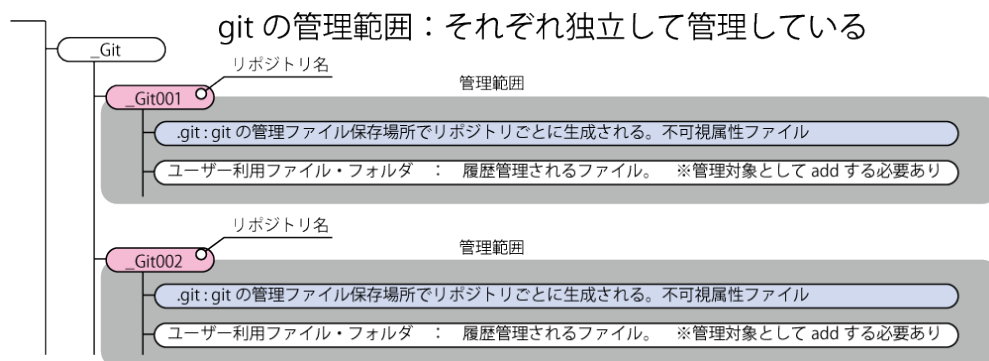 git の管理範囲：それぞれ独立して管理している
_Git
リポジトリ名
管理範囲
_Git001
.git : git の管理ファイル保存場所でリポジトリごとに生成される。不可視属性ファイル
ユーザー利用ファイル・フォルダ　：　履歴管理されるファイル。　※管理対象として add する必要あり
リポジトリ名
管理範囲
_Git002
.git : git の管理ファイル保存場所でリポジトリごとに生成される。不可視属性ファイル
ユーザー利用ファイル・フォルダ　：　履歴管理されるファイル。　※管理対象として add する必要あり